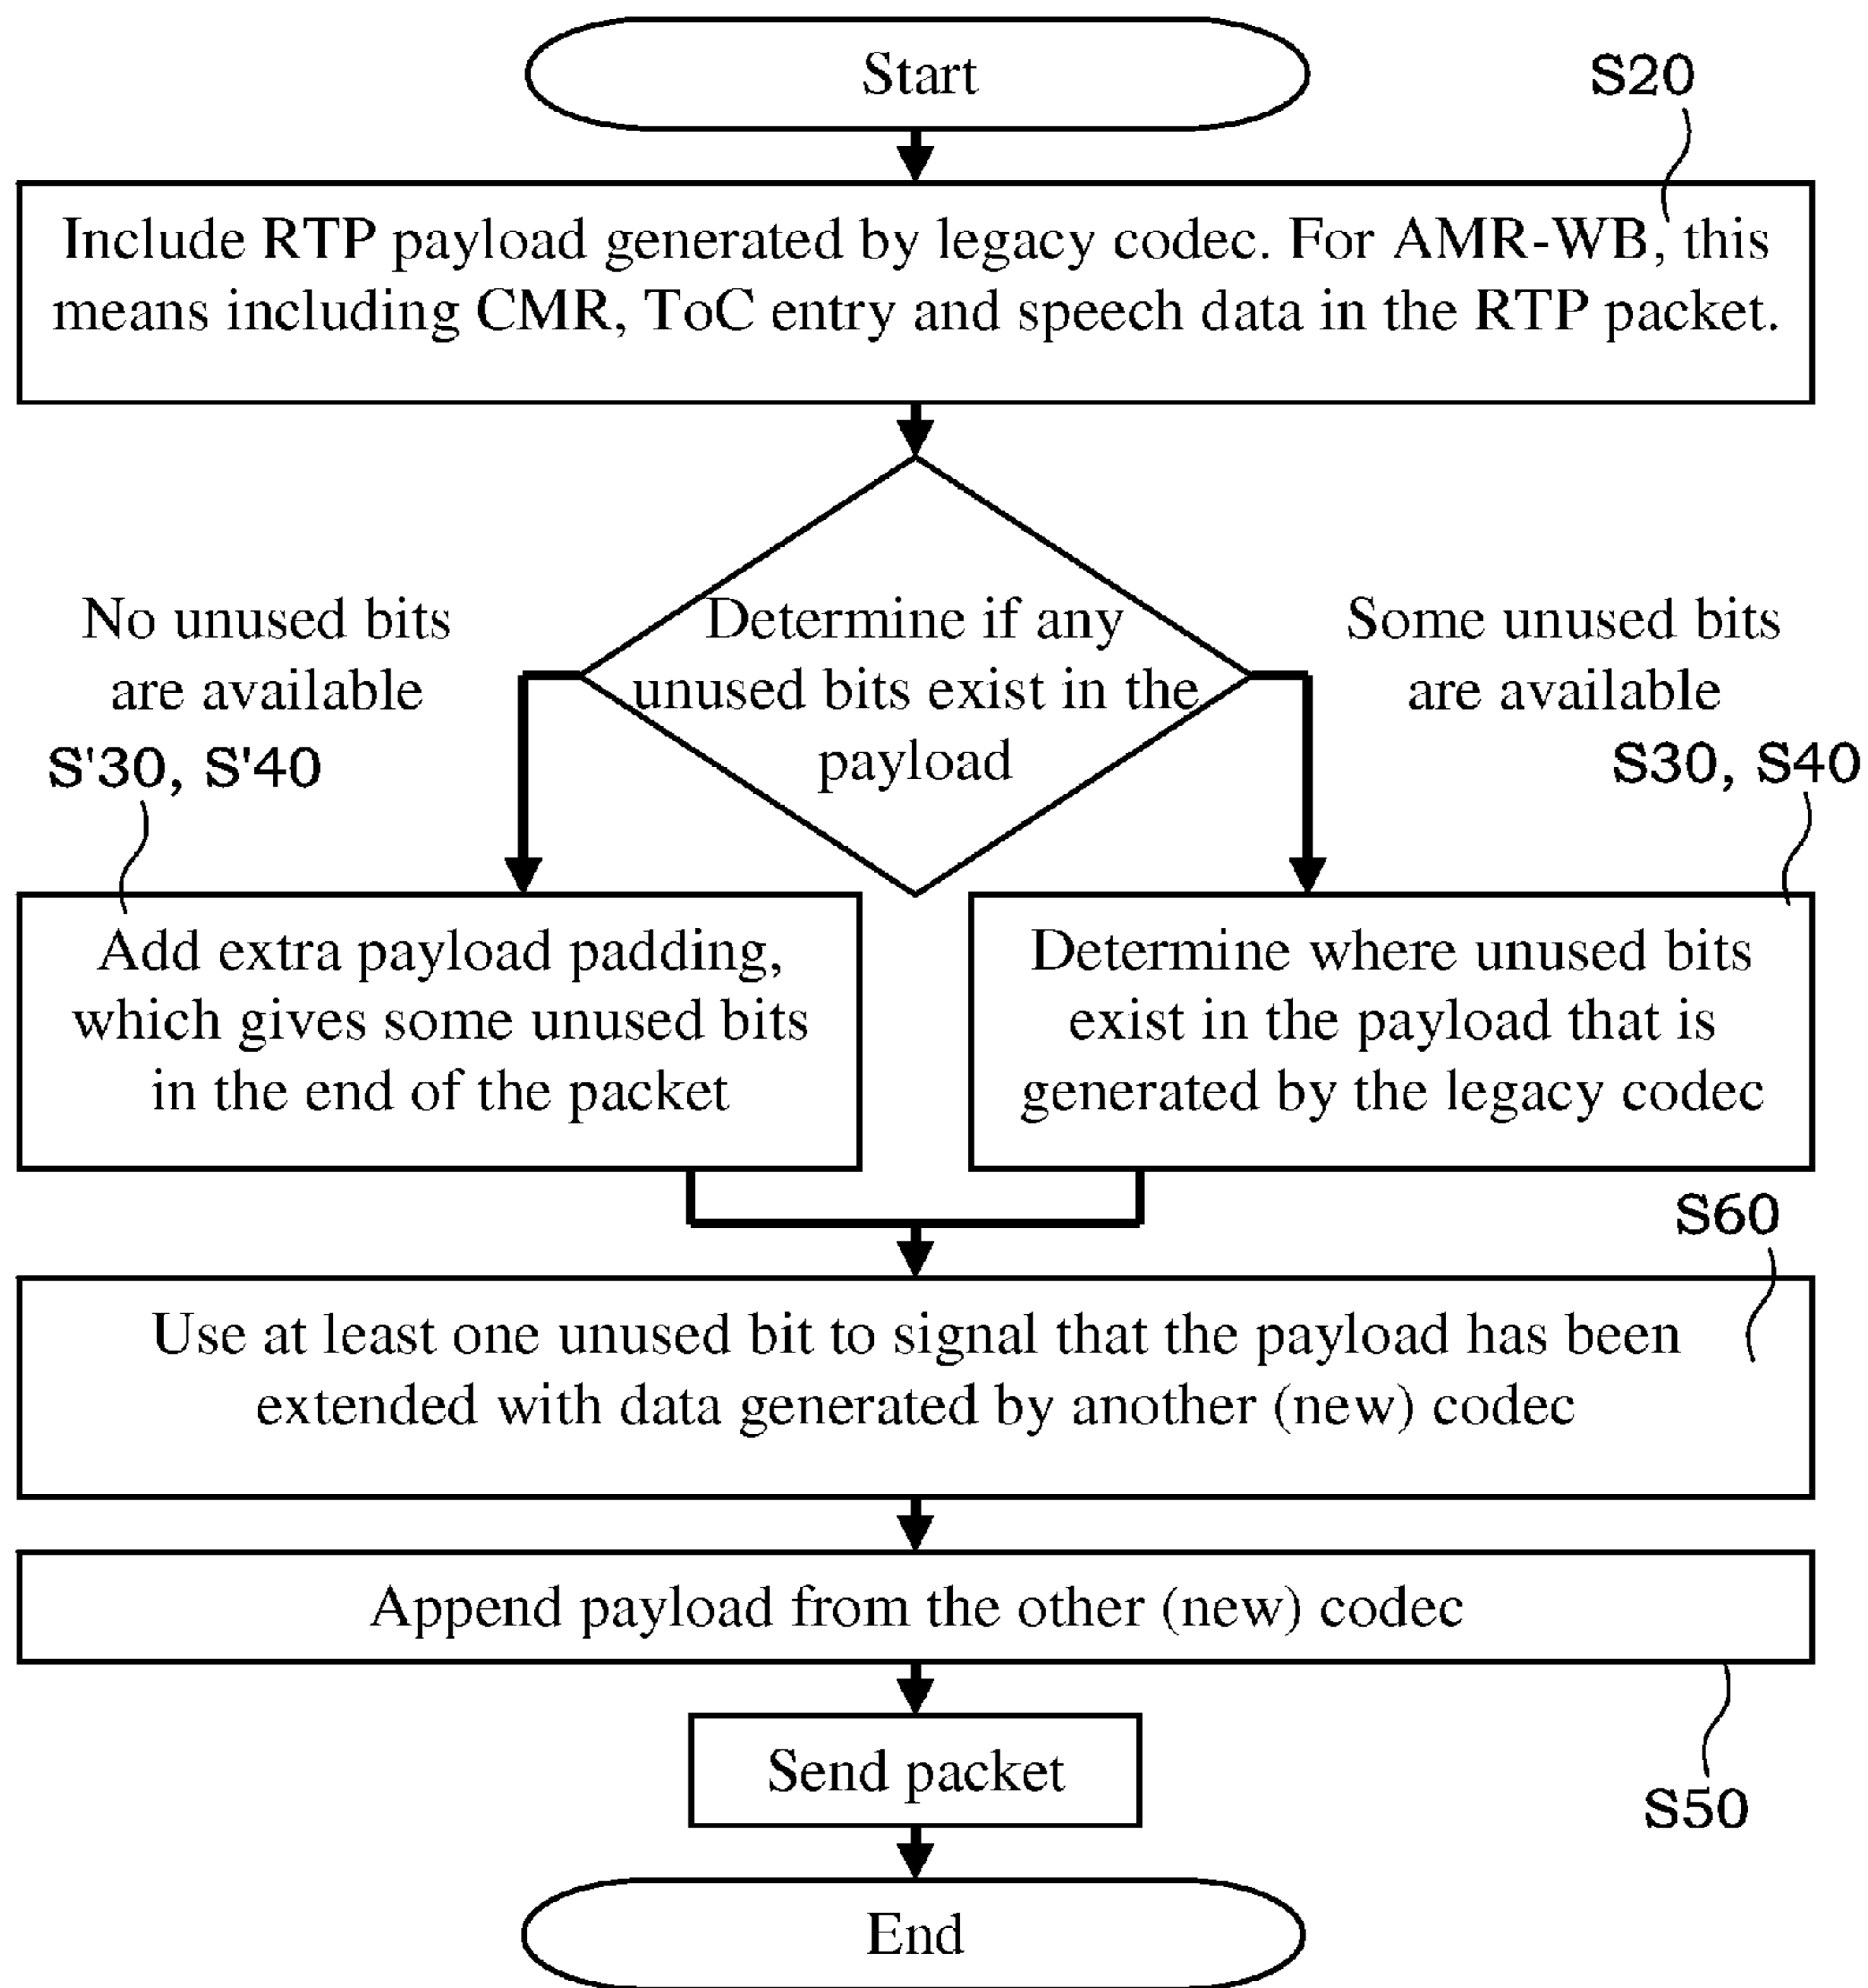 Start
S20
Include RTP payload generated by legacy codec. For AMR-WB, this
means including CMR, ToC entry and speech data in the RTP packet.
No unused bits
are available
S'30, S'40
Determine if any
unused bits exist in the
payload
Some unused bits
are available
S30, S40
Add extra payload padding,
which gives some unused bits
in the end of the packet
Determine where unused bits
exist in the payload that is
generated by the legacy codec
S60
Use at least one unused bit to signal that the payload has been
extended with data generated by another (new) codec
Append payload from the other (new) codec
Send packet
S50
End